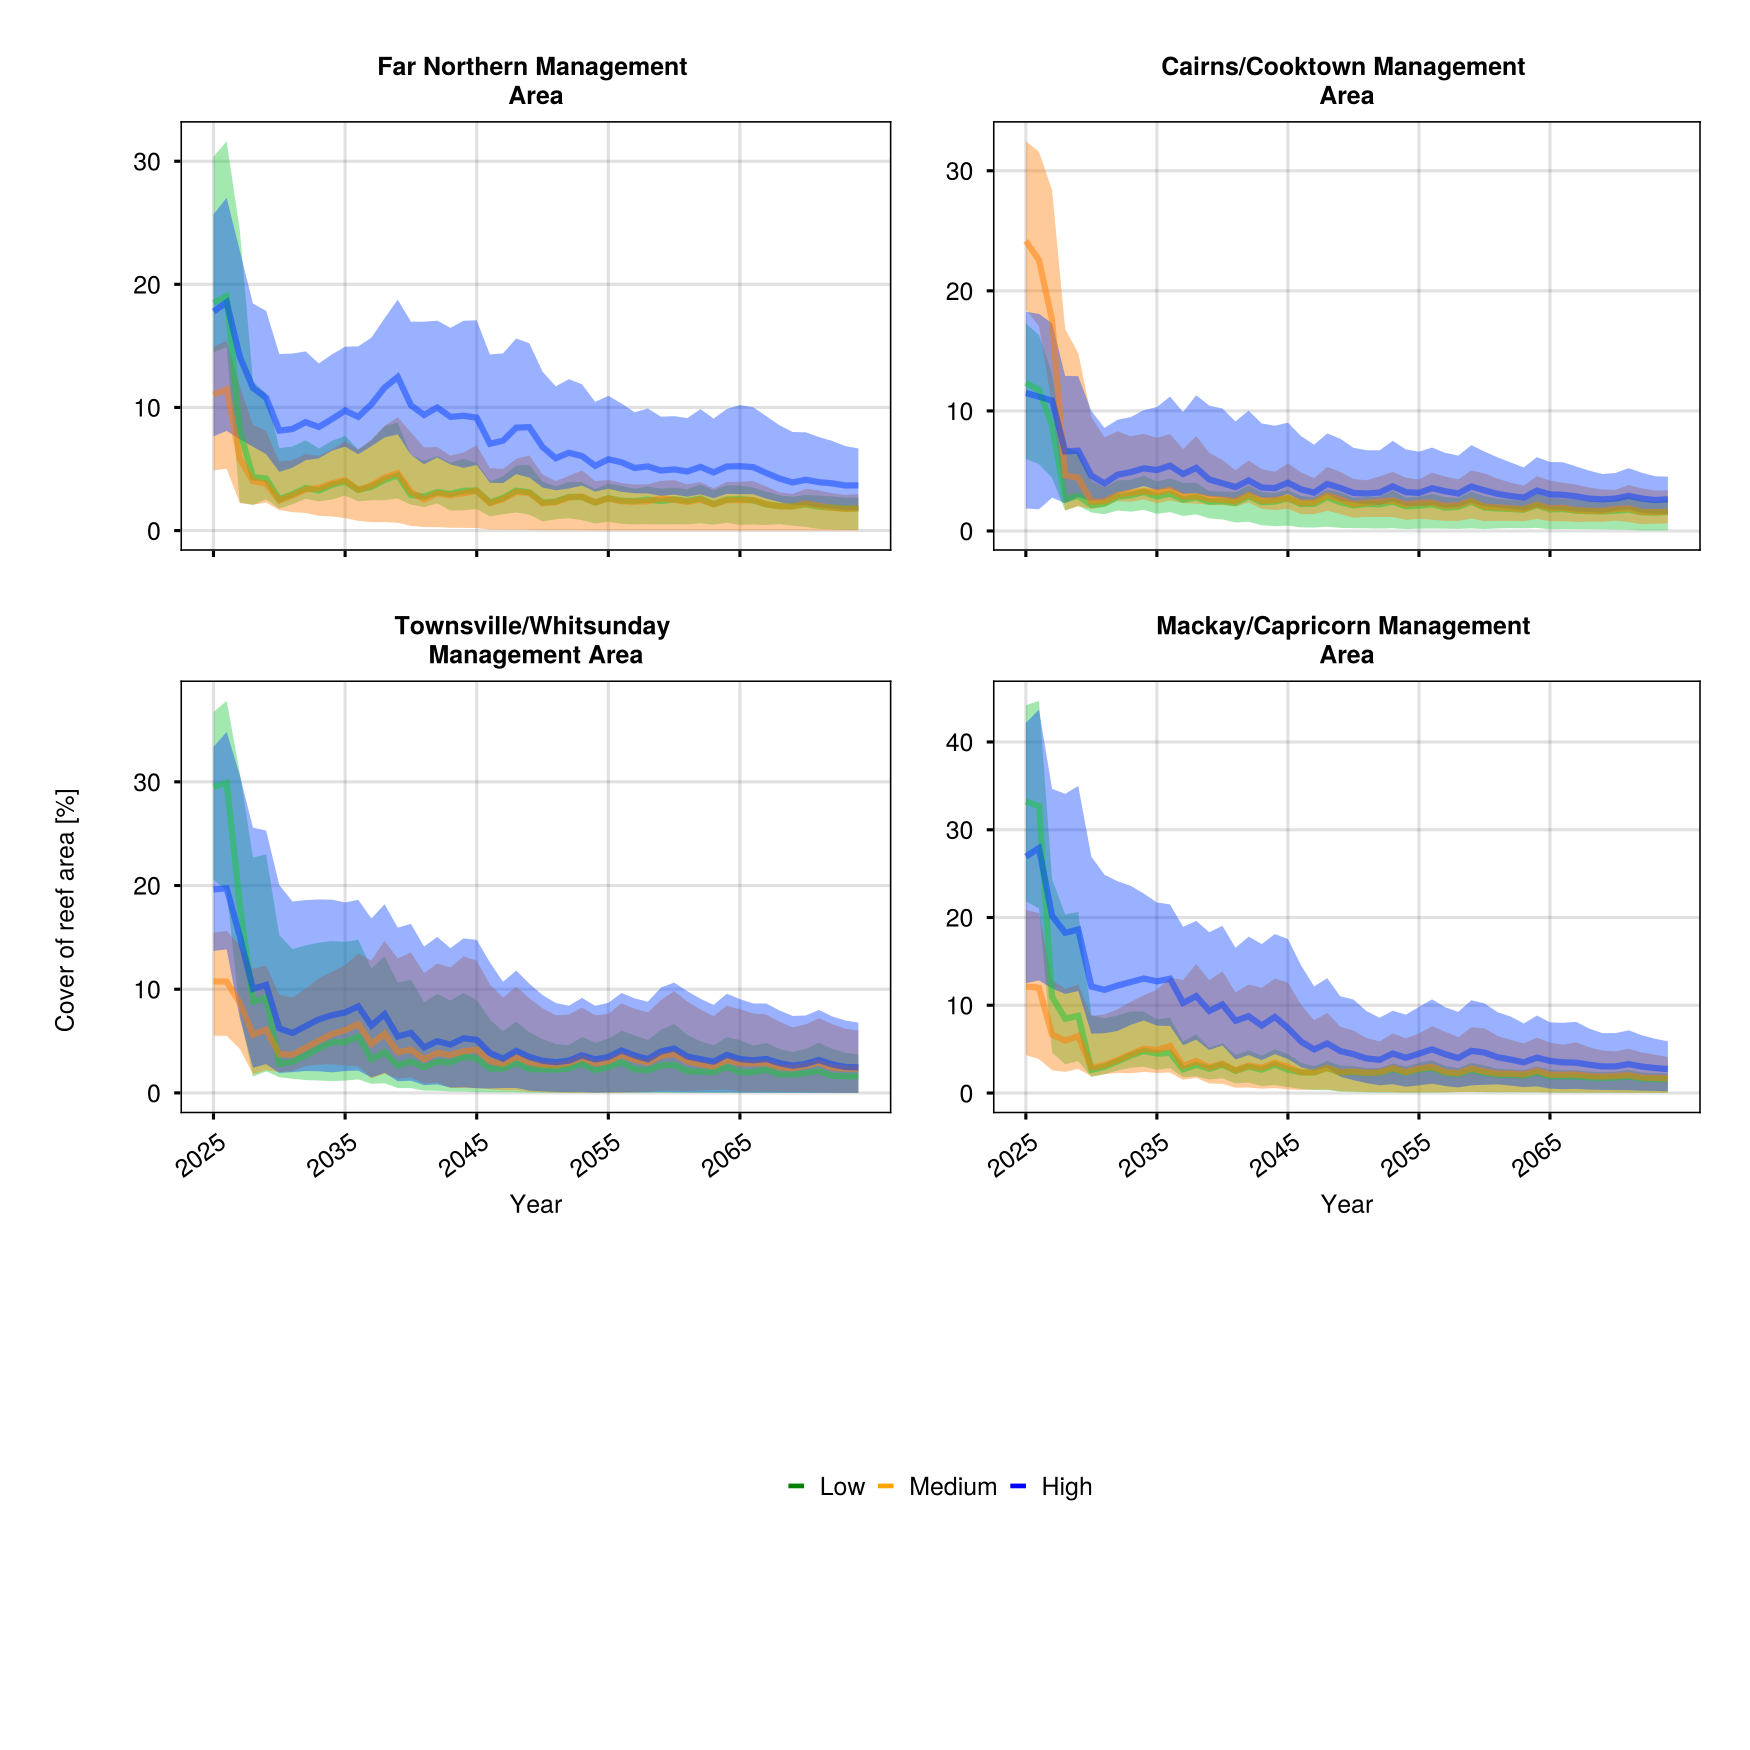 Far Northern Management
Area
30
20
10
0
Cairns/Cooktown Management
Area
30
20
10
0
Townsville/Whitsunday
Management Area
30
20
10
0
2025
2035
2045
2055
2065
Year
Mackay/Capricorn Management
Area
40
30
20
10
0
2025
2035
2045
2055
2065
Year
Cover of reef area [%]
Low Medium High